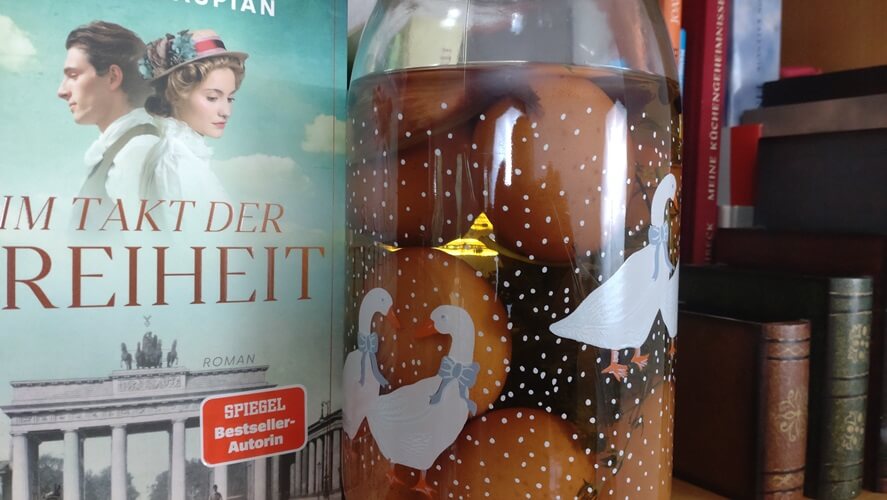 IM TAKT DER
REIHEIT
ROMAN
SPIEGEL
Bestseller-
Autorin
MEINE KÜCHENGEHEIMNISSE